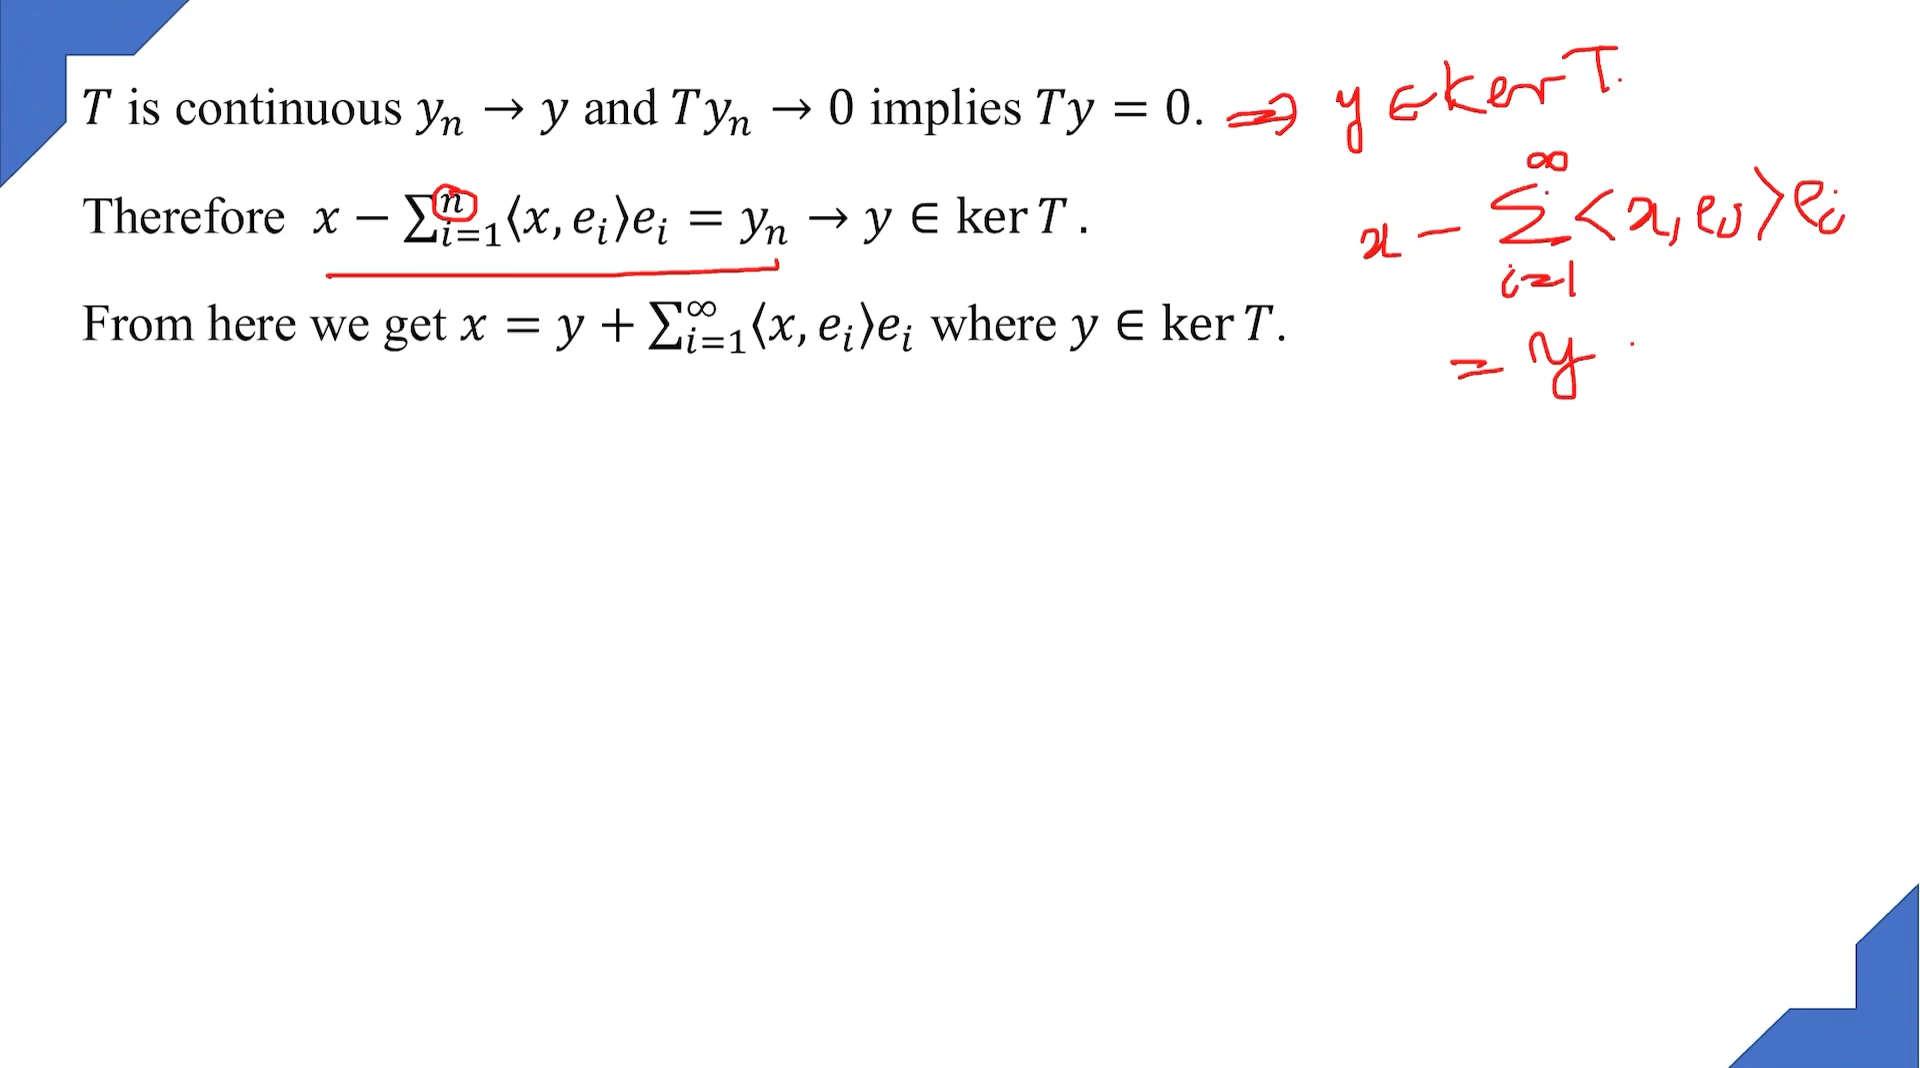 T is continuous yₙ → y and Tyₙ → 0 implies Ty = 0. ⇒ y ∈ ker T.
Therefore x − ∑ⁿᵢ₌₁⟨x, eᵢ⟩eᵢ = yₙ → y ∈ ker T .
x − ∑^∞ᵢ₌₁ <x, eᵢ> eᵢ
From here we get x = y + ∑^∞ᵢ₌₁⟨x, eᵢ⟩eᵢ where y ∈ ker T.
= y .